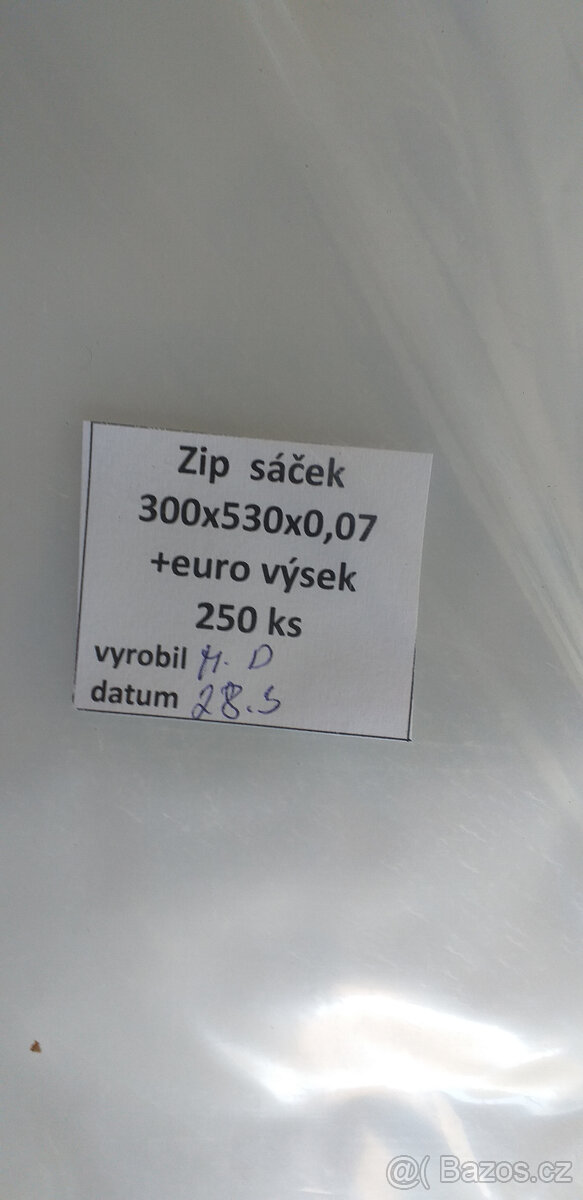 Zip sáček
300x530x0,07
+euro výsek
250 ks
vyrobil H. D
datum 28.5
@( Bazos.cz